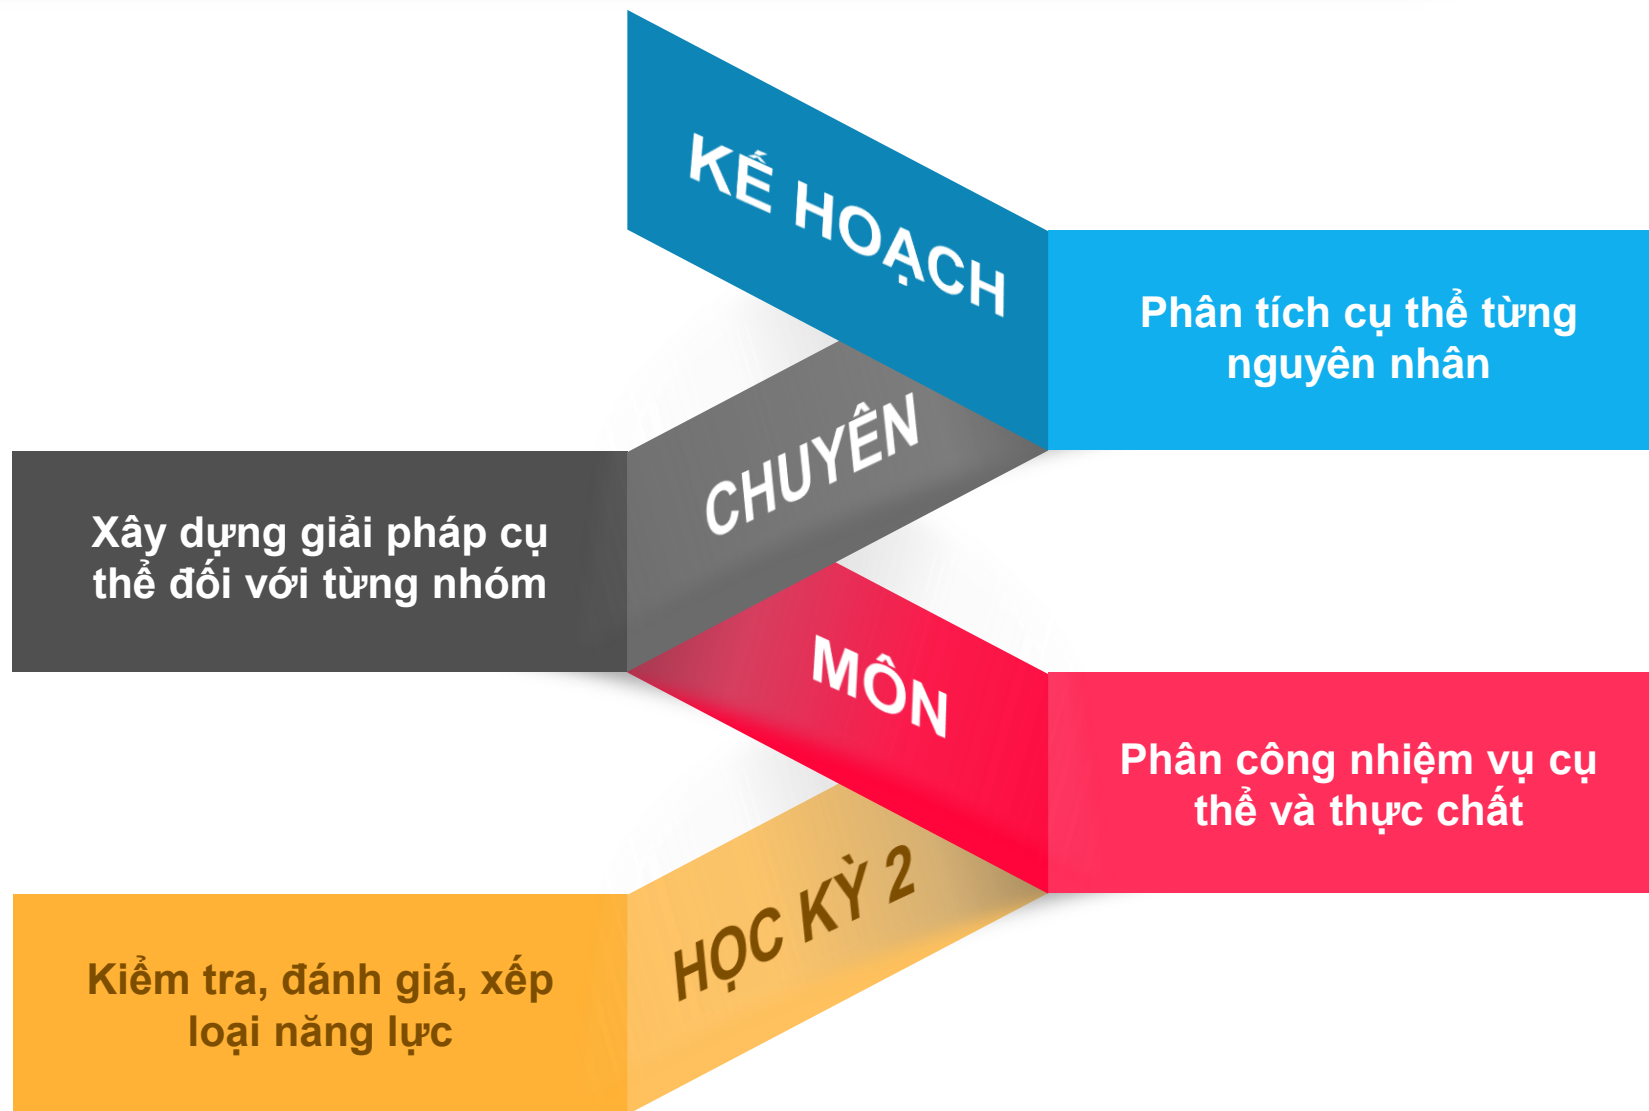 KẾ HOẠCH
Phân tích cụ thể từng
nguyên nhân
CHUYÊN
Xây dựng giải pháp cụ
thể đối với từng nhóm
MÔN
Phân công nhiệm vụ cụ
thể và thực chất
HỌC KỲ 2
Kiểm tra, đánh giá, xếp
loại năng lực